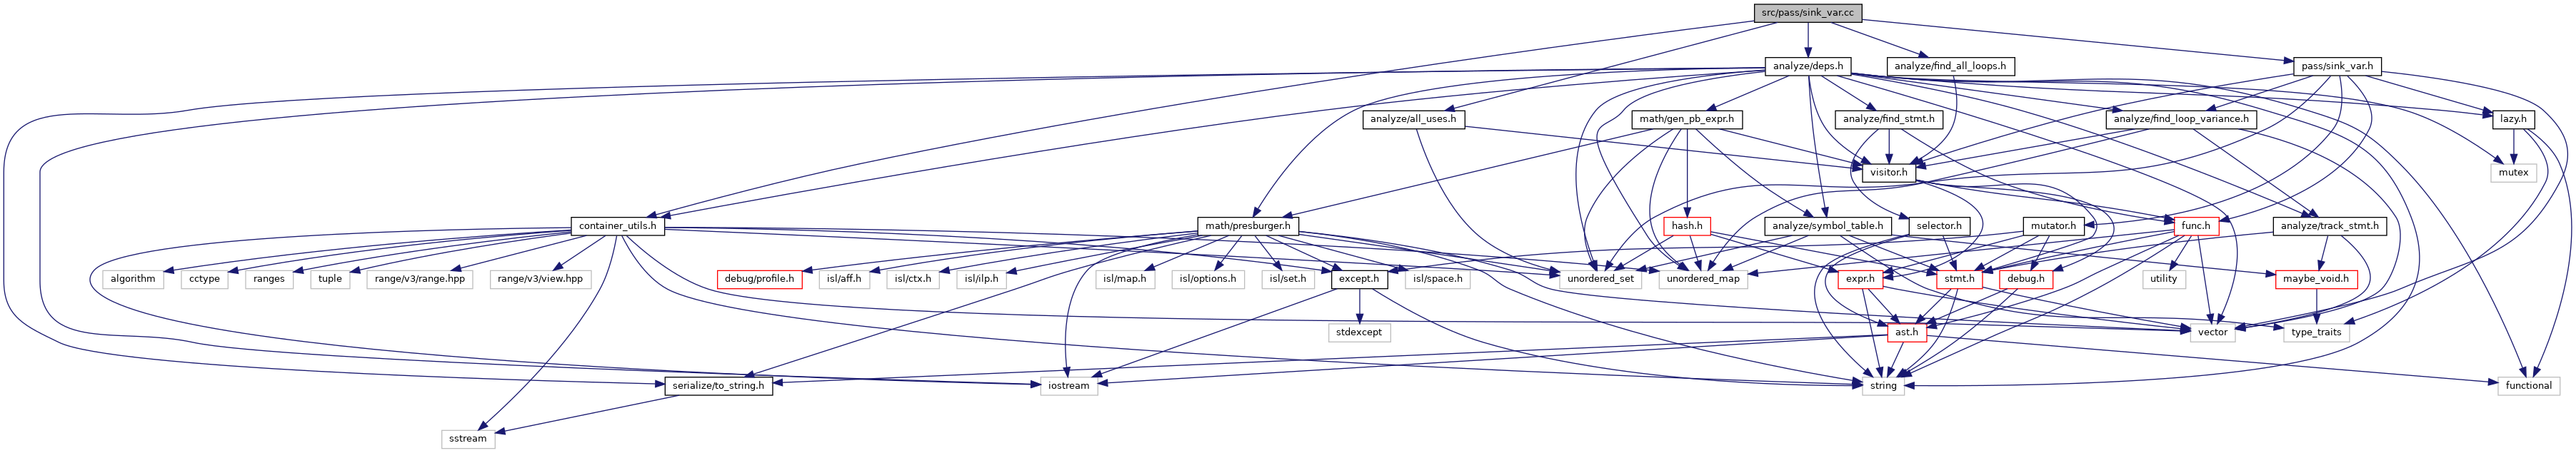 src/pass/sink_var.cc
analyze/deps.h
analyze/find_all_loops.h
pass/sink_var.h
analyze/all_uses.h
math/gen_pb_expr.h
analyze/find_stmt.h
analyze/find_loop_variance.h
lazy.h
visitor.h
mutex
container_utils.h
math/presburger.h
hash.h
analyze/symbol_table.h
selector.h
mutator.h
func.h
analyze/track_stmt.h
algorithm
cctype
ranges
tuple
range/v3/range.hpp
range/v3/view.hpp
debug/profile.h
isl/aff.h
isl/ctx.h
isl/ilp.h
isl/map.h
isl/options.h
isl/set.h
except.h
isl/space.h
unordered_set
unordered_map
expr.h
stmt.h
debug.h
utility
maybe_void.h
stdexcept
ast.h
vector
type_traits
serialize/to_string.h
iostream
string
functional
sstream